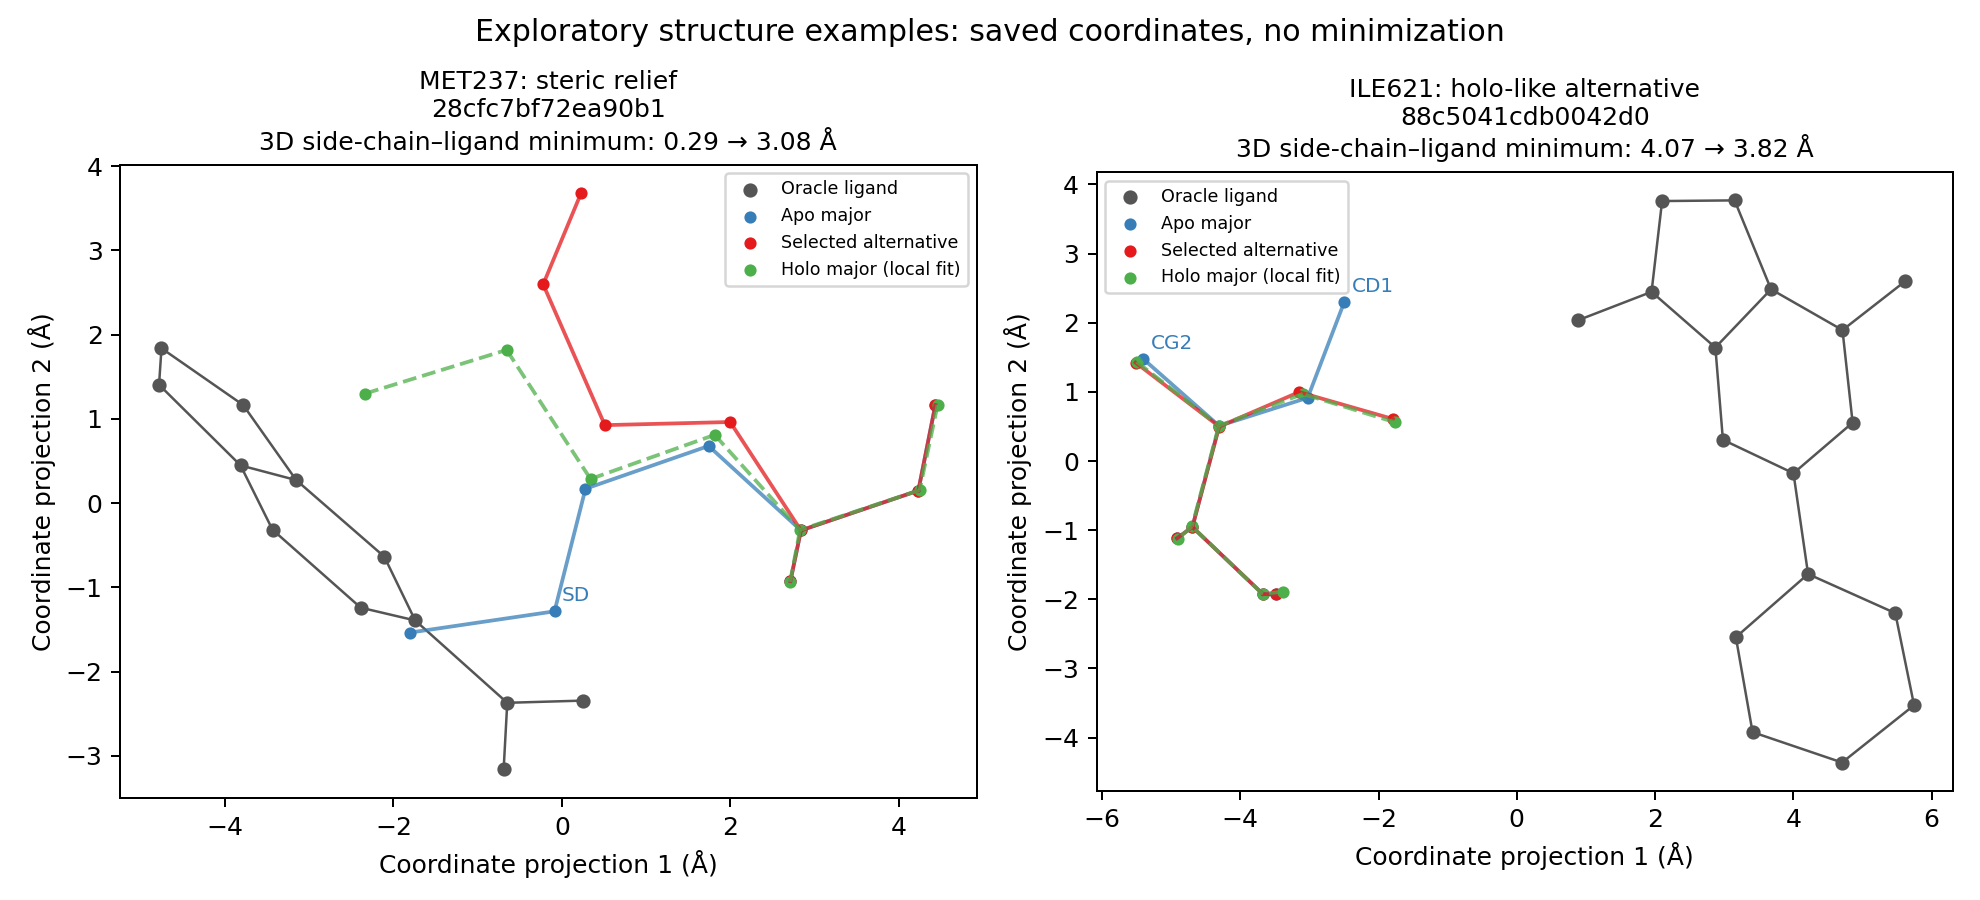 Exploratory structure examples: saved coordinates, no minimization
MET237: steric relief
28cfc7bf72ea90b1
3D side-chain–ligand minimum: 0.29 → 3.08 Å
4
3
2
1
0
−1
−2
−3
Coordinate projection 2 (Å)
Oracle ligand
Apo major
Selected alternative
Holo major (local fit)
SD
−4
−2
0
2
4
Coordinate projection 1 (Å)
ILE621: holo-like alternative
88c5041cdb0042d0
3D side-chain–ligand minimum: 4.07 → 3.82 Å
4
3
2
1
0
−1
−2
−3
−4
Coordinate projection 2 (Å)
Oracle ligand
Apo major
Selected alternative
Holo major (local fit)
CD1
CG2
−6
−4
−2
0
2
4
6
Coordinate projection 1 (Å)